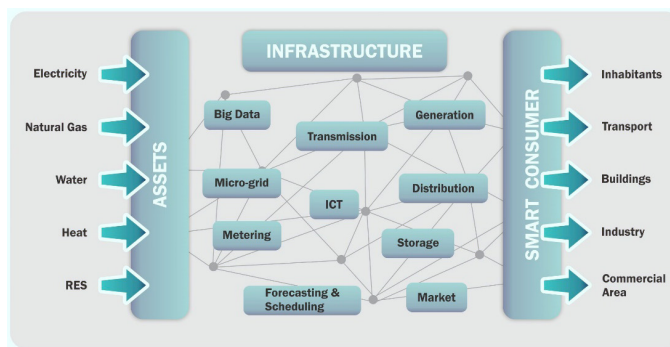 INFRASTRUCTURE
Electricity
Natural Gas
Water
Heat
RES
ASSETS
Big Data
Generation
Transmission
Micro-grid
Distribution
ICT
Metering
Storage
Forecasting &
Scheduling
Market
SMART CONSUMER
Inhabitants
Transport
Buildings
Industry
Commercial
Area